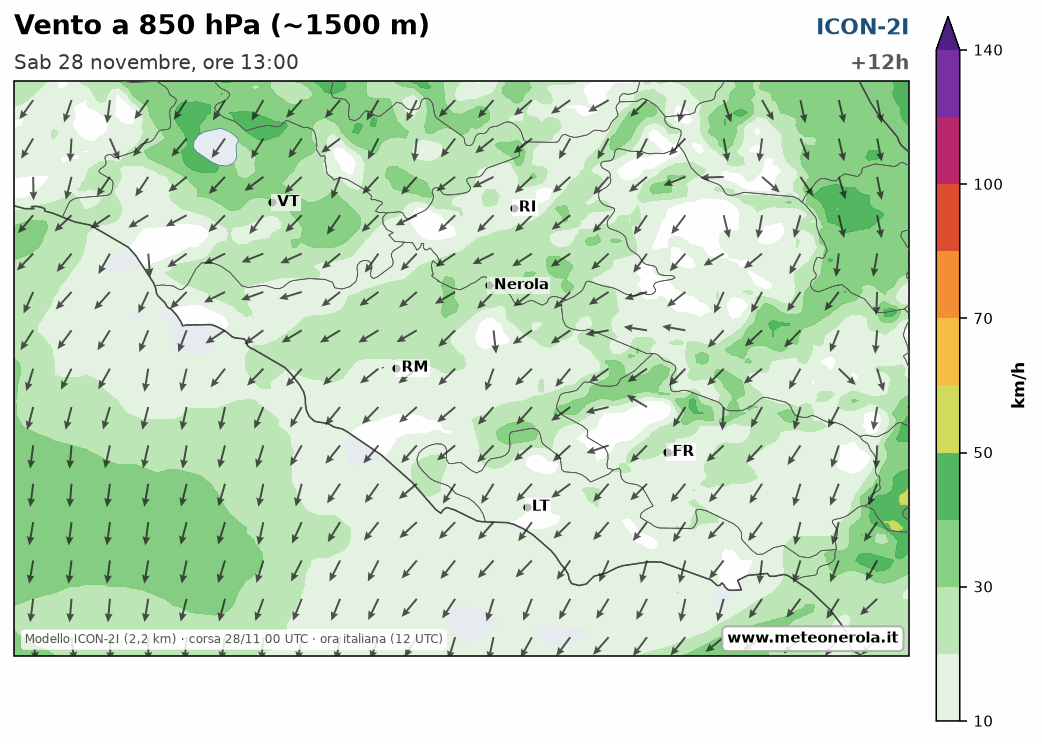 Vento a 850 hPa (~1500 m)
ICON-2I
Sab 28 novembre, ore 13:00
+12h
VT
RI
Nerola
RM
FR
LT
Modello ICON-2I (2,2 km) · corsa 28/11 00 UTC · ora italiana (12 UTC)
www.meteonerola.it
140
100
70
50
30
10
km/h